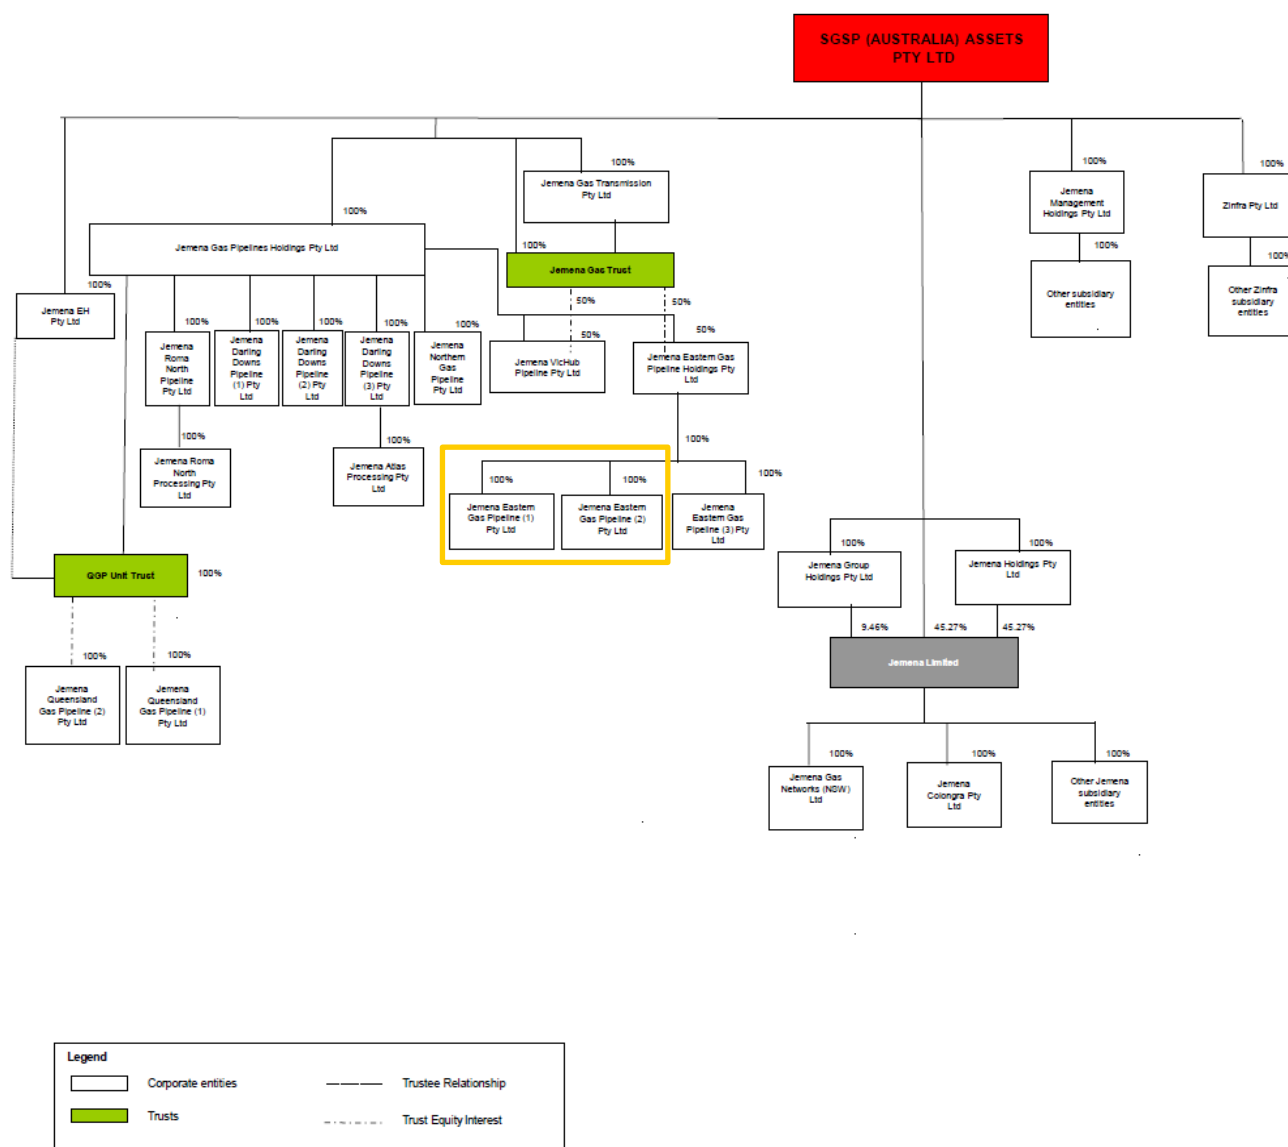 SGSP (AUSTRALIA) ASSETS
PTY LTD
100%
Jemena Gas Transmission
Pty Ltd
100%
Jemena
Management
Holdings Pty Ltd
100%
Zinfra Pty Ltd
100%
Jemena Gas Pipelines Holdings Pty Ltd
100%
Jemena Gas Trust
100%
Other subsidiary
entities
100%
Other Zinfra
subsidiary
entities
100%
Jemena EH
Pty Ltd
50%
50%
100%
Jemena
Roma
North
Pipeline
Pty Ltd
100%
Jemena
Darling
Downs
Pipeline
(1) Pty
Ltd
100%
Jemena
Darling
Downs
Pipeline
(2) Pty
Ltd
100%
Jemena
Darling
Downs
Pipeline
(3) Pty
Ltd
100%
Jemena
Northern
Gas
Pipeline
Pty Ltd
50%
Jemena VicHub
Pipeline Pty Ltd
50%
Jemena Eastern Gas
Pipeline Holdings Pty
Ltd
100%
Jemena Roma
North
Processing Pty
Ltd
100%
Jemena Atlas
Processing Pty
Ltd
100%
100%
Jemena Eastern
Gas Pipeline (1)
Pty Ltd
100%
Jemena Eastern
Gas Pipeline (2)
Pty Ltd
100%
Jemena
Eastern Gas
Pipeline (3) Pty
Ltd
QGP Unit Trust
100%
100%
Jemena Group
Holdings Pty Ltd
100%
Jemena Holdings Pty
Ltd
9.46%
45.27%
45.27%
Jemena Limited
100%
Jemena
Queensland
Gas Pipeline (2)
Pty Ltd
100%
Jemena
Queensland
Gas Pipeline (1)
Pty Ltd
100%
Jemena Gas
Networks (NSW)
Ltd
100%
Jemena
Colongra Pty
Ltd
100%
Other Jemena
subsidiary
entities
Legend
Corporate entities
Trustee Relationship
Trusts
Trust Equity Interest